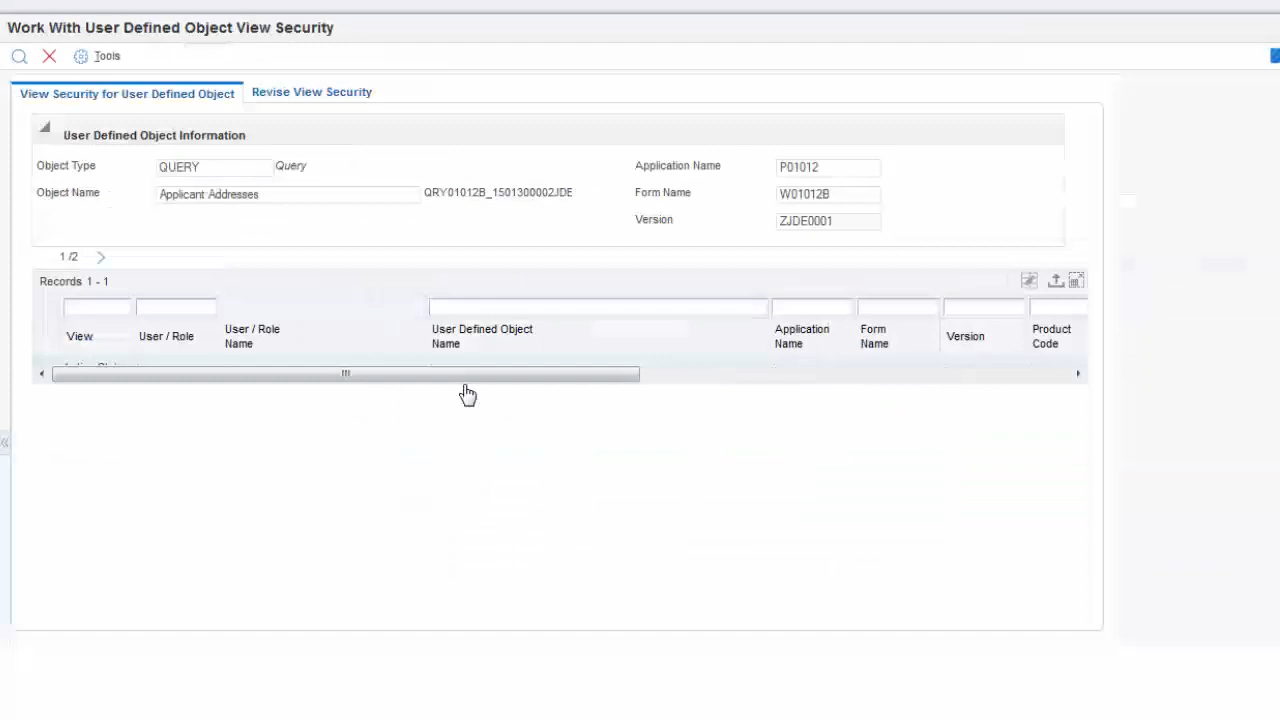 Work With User Defined Object View Security
Tools
View Security for User Defined Object
Revise View Security
User Defined Object Information
Object Type QUERY Query Application Name P01012
Object Name Applicant Addresses QRY01012B_1501300002JDE Form Name W01012B
Version ZJDE0001
1 /2
Records 1 - 1
View User / Role User / Role Name User Defined Object Name Application Name Form Name Version Product Code